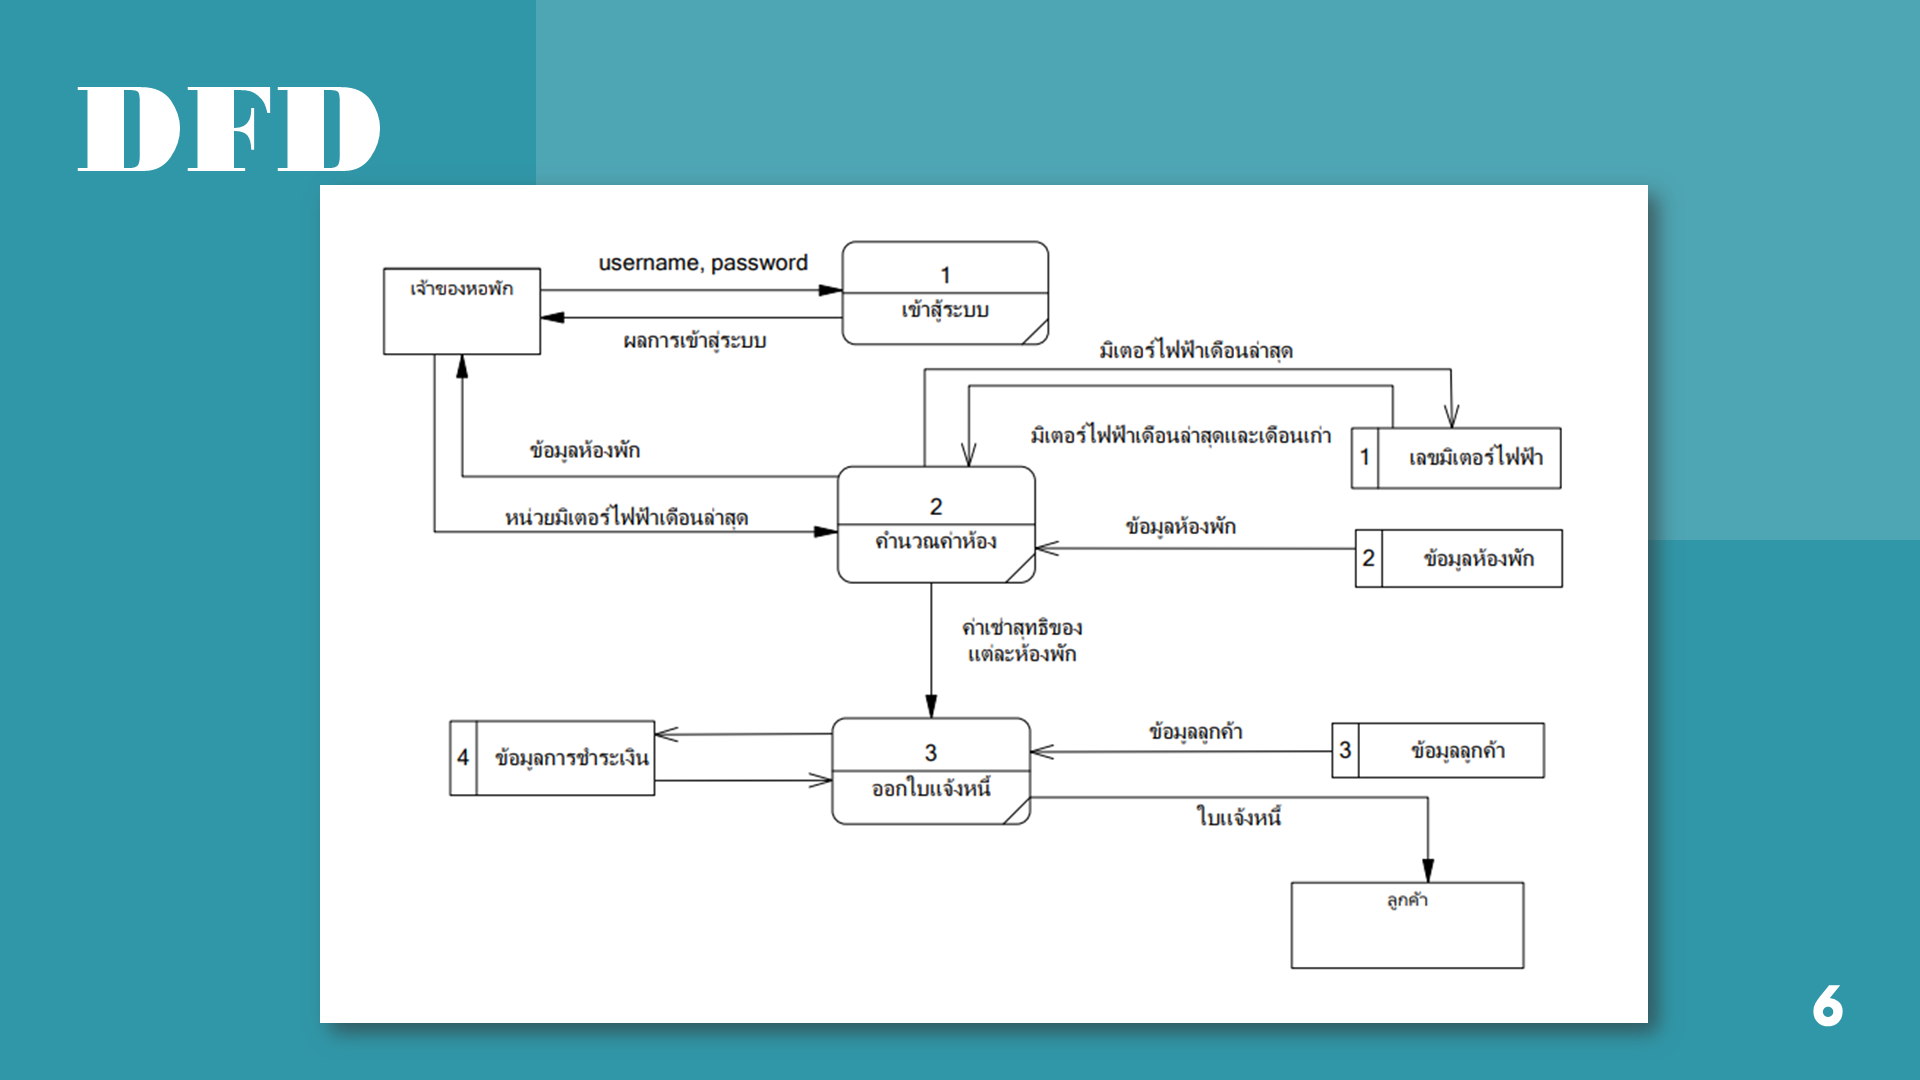 DFD
username, password
1
เจ้าของหอพัก
เข้าสู้ระบบ
ผลการเข้าสู่ระบบ
มิเตอร์ไฟฟ้าเดือนล่าสุด
มิเตอร์ไฟฟ้าเดือนล่าสุดและเดือนเก่า
ข้อมูลห้องพัก
1
เลขมิเตอร์ไฟฟ้า
2
หน่วยมิเตอร์ไฟฟ้าเดือนล่าสุด
คำนวณค่าห้อง
ข้อมูลห้องพัก
2
ข้อมูลห้องพัก
ค่าเช่าสุทธิของ
แต่ละห้องพัก
ข้อมูลลูกค้า
3
ข้อมูลลูกค้า
4
ข้อมูลการชำระเงิน
3
ออกใบแจ้งหนี้
ใบแจ้งหนี้
ลูกค้า
6